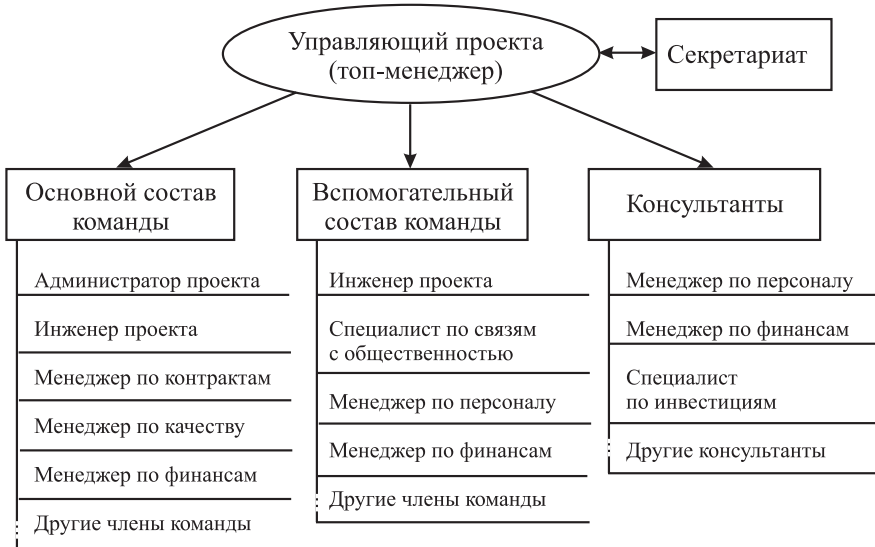 Управляющий проекта
(топ-менеджер)
Секретариат
Основной состав
команды
Администратор проекта
Инженер проекта
Менеджер по контрактам
Менеджер по качеству
Менеджер по финансам
Другие члены команды
Вспомогательный
состав команды
Инженер проекта
Специалист по связям
с общественностью
Менеджер по персоналу
Менеджер по финансам
Другие члены команды
Консультанты
Менеджер по персоналу
Менеджер по финансам
Специалист
по инвестициям
Другие консультанты